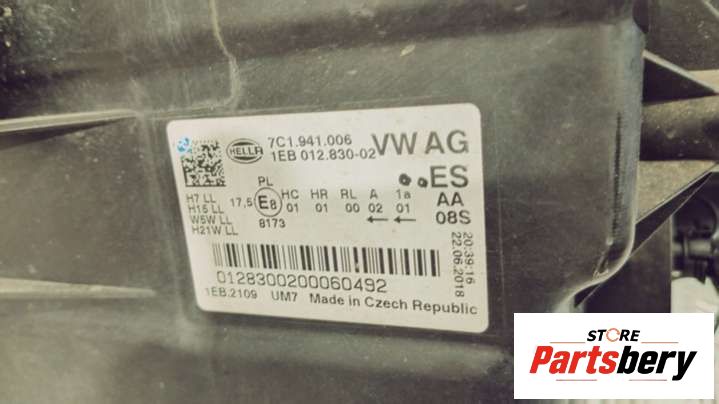 HELLA
7C1.941.006
1EB 012.830-02
VW AG
ES
PL
H7 LL
H15 LL
W5W LL
H21W LL
17,5 E8 HC HR RL A 1a
01 01 00 02 01
8173
AA
08S
0128300200060492
1EB.2109 UM7 Made in Czech Republic
20:39:16
22.06.2018
STORE
Partsbery